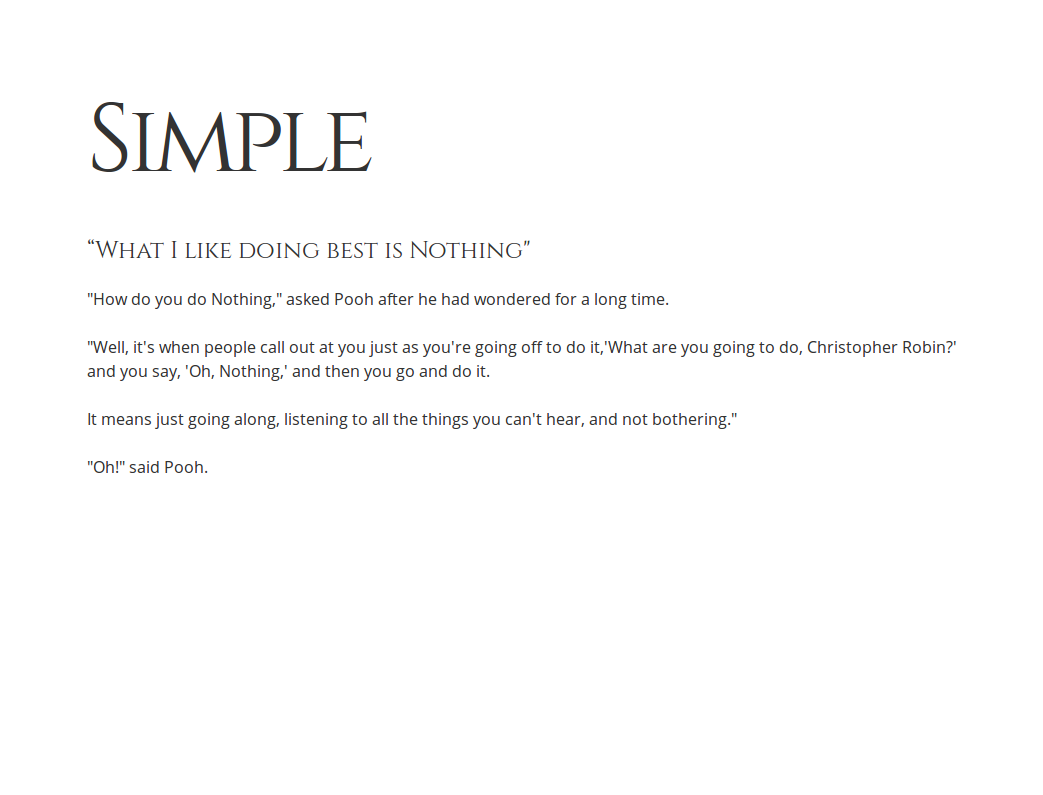 Simple
“What I like doing best is Nothing"
"How do you do Nothing," asked Pooh after he had wondered for a long time.
"Well, it's when people call out at you just as you're going off to do it,'What are you going to do, Christopher Robin?'
and you say, 'Oh, Nothing,' and then you go and do it.
It means just going along, listening to all the things you can't hear, and not bothering."
"Oh!" said Pooh.